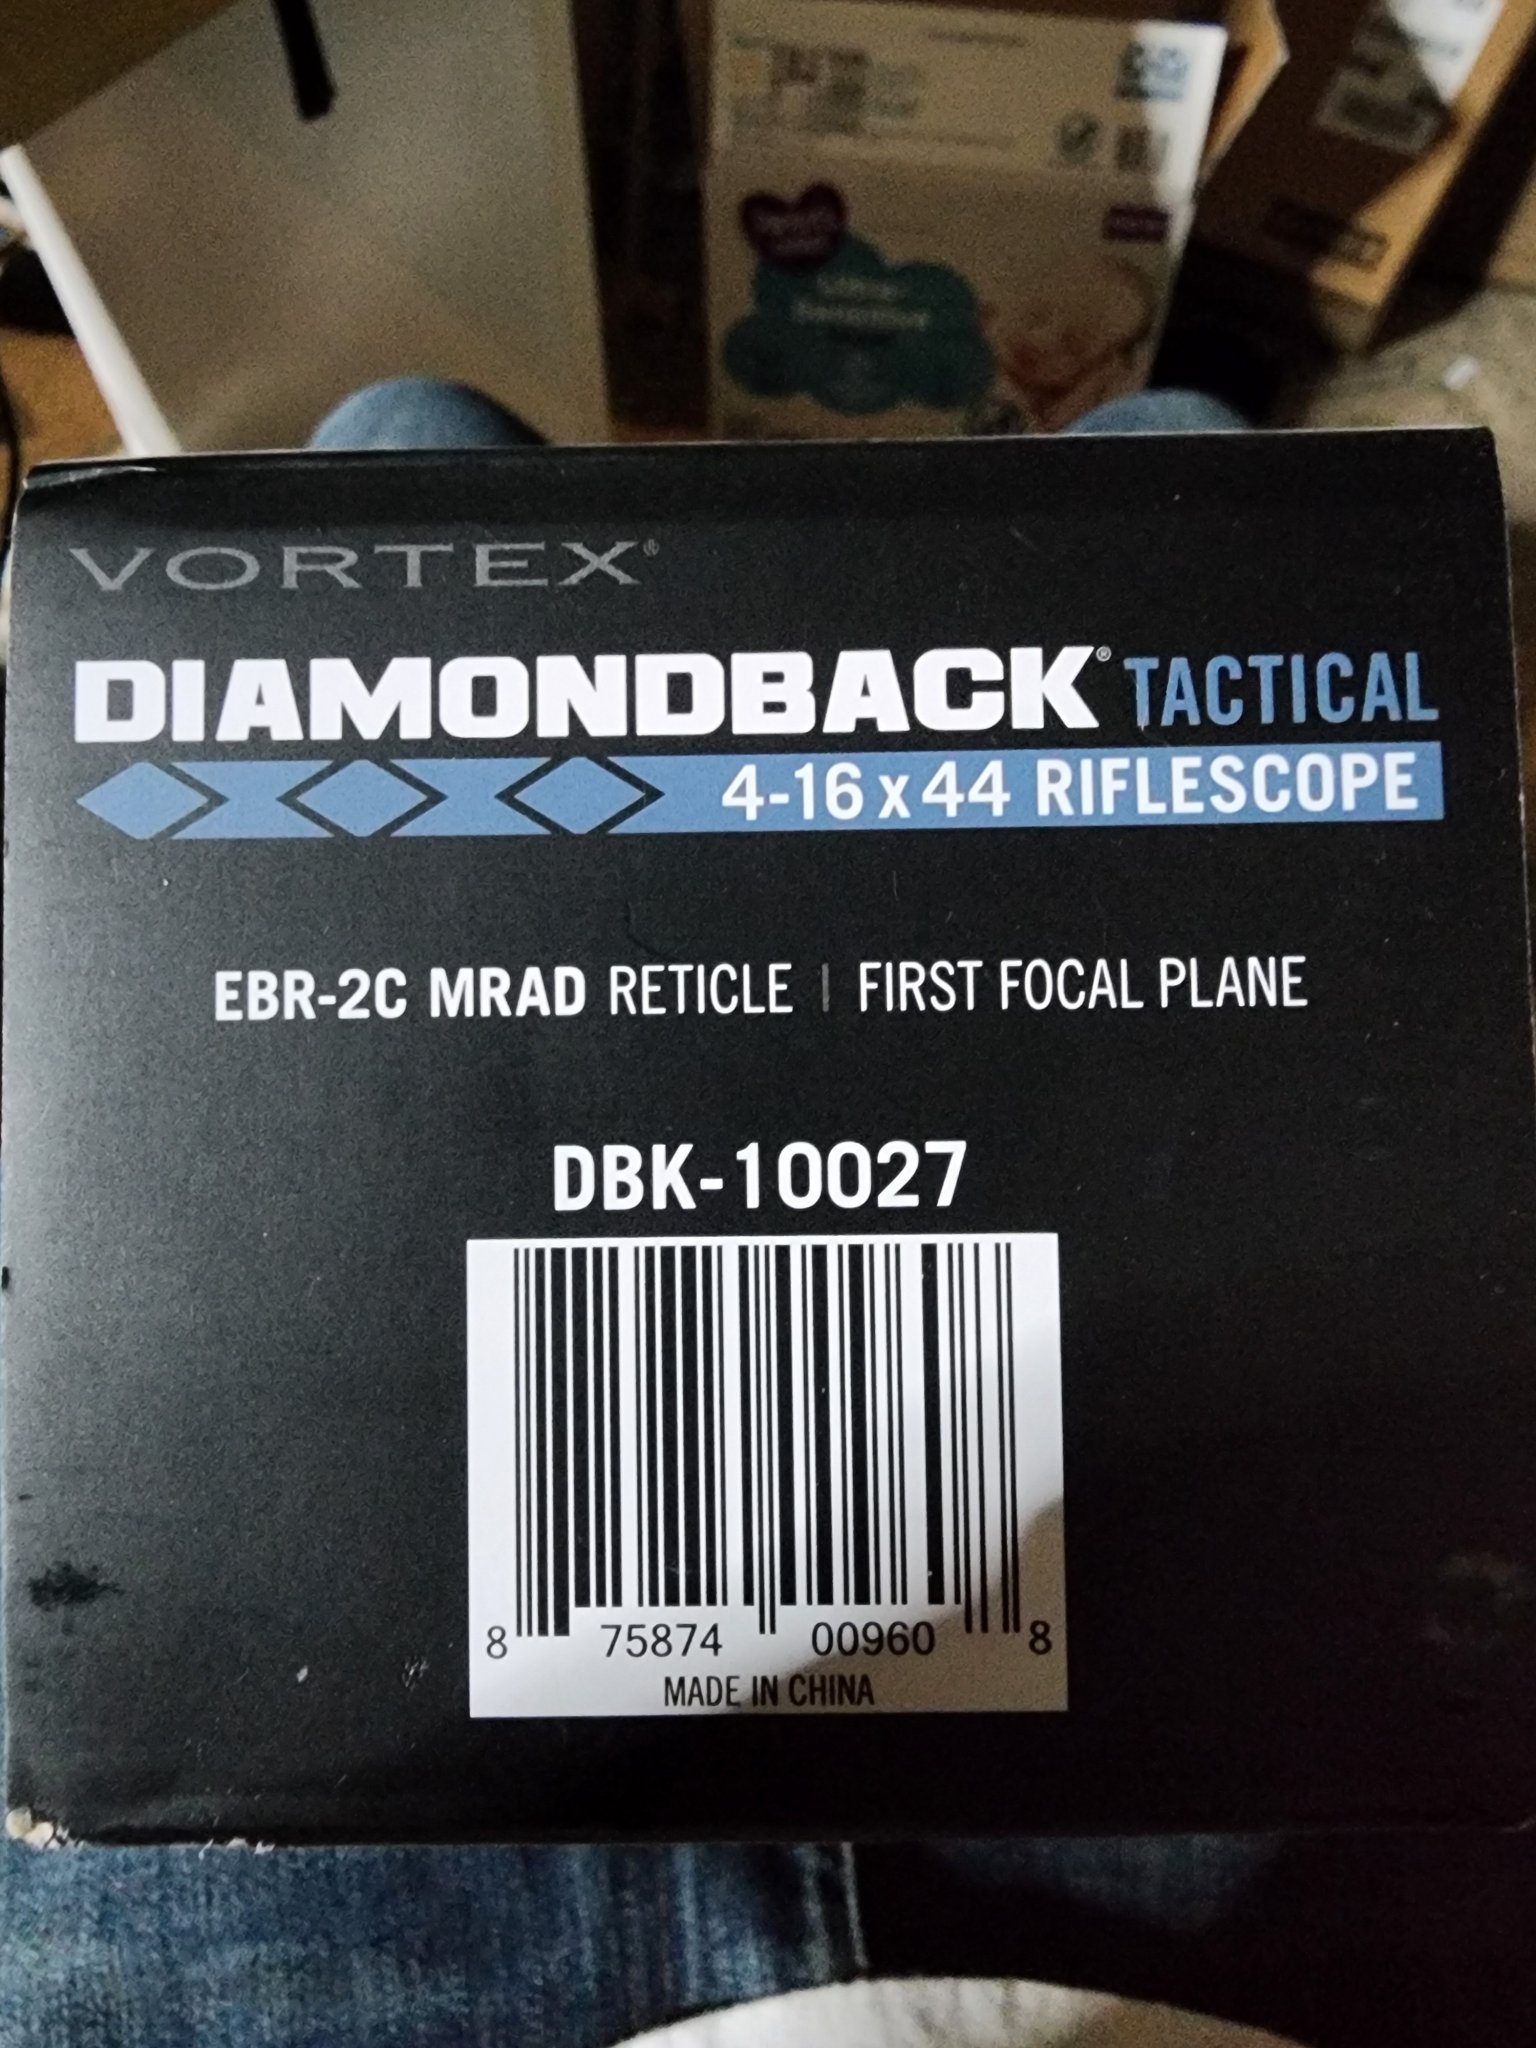 VORTEX®
DIAMONDBACK® TACTICAL
4-16 x 44 RIFLESCOPE
EBR-2C MRAD RETICLE | FIRST FOCAL PLANE
DBK-10027
8 75874 00960 8
MADE IN CHINA